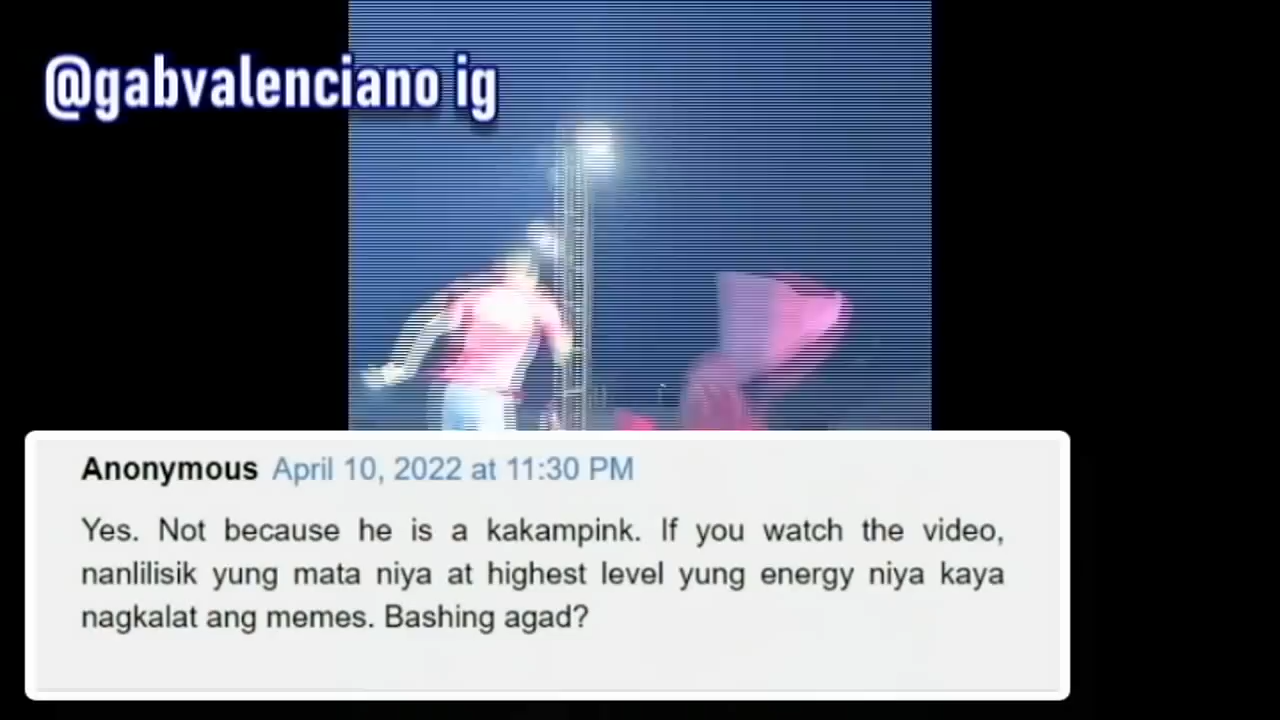 @gabvalenciano ig
Anonymous April 10, 2022 at 11:30 PM
Yes. Not because he is a kakampink. If you watch the video,
nanlilisik yung mata niya at highest level yung energy niya kaya
nagkalat ang memes. Bashing agad?